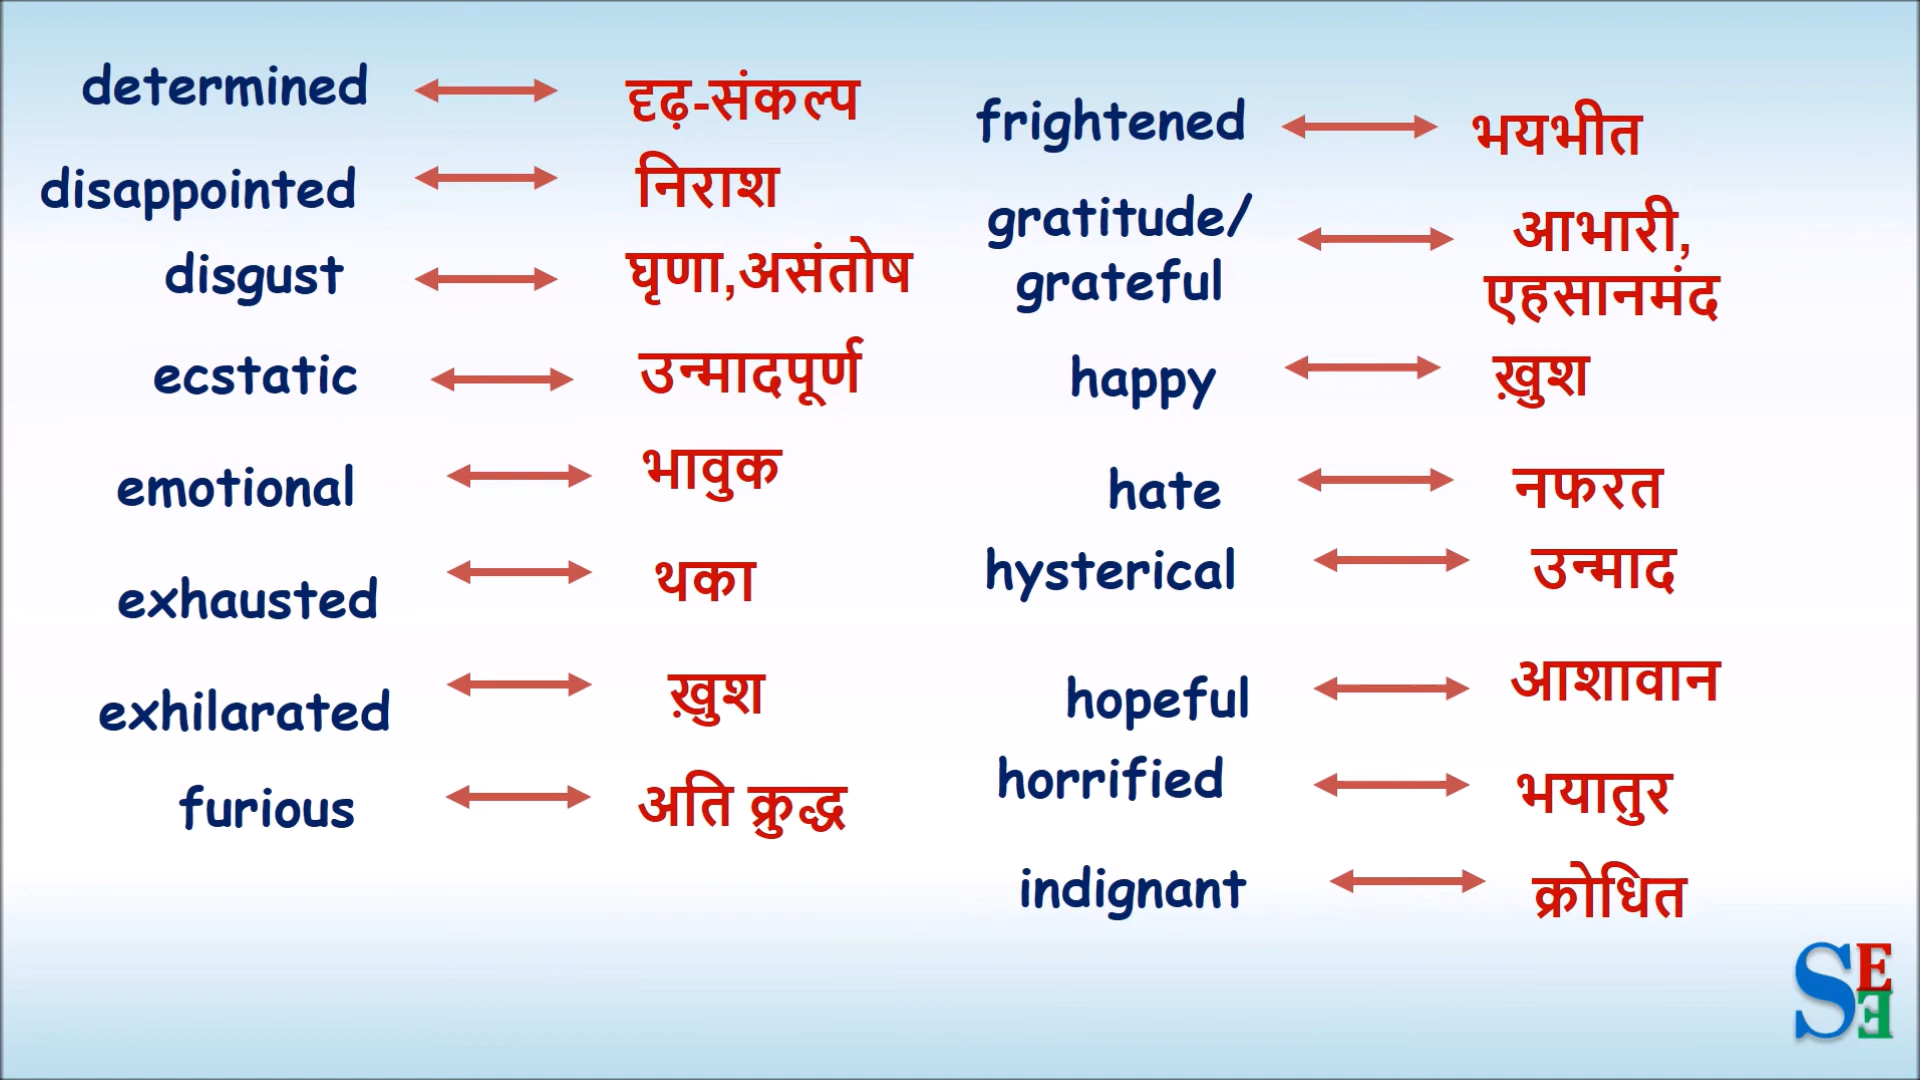 determined दृढ़-संकल्प
disappointed निराश
disgust घृणा,असंतोष
ecstatic उन्मादपूर्ण
emotional भावुक
exhausted थका
exhilarated ख़ुश
furious अति क्रुद्ध
frightened भयभीत
gratitude/ आभारी,
grateful एहसानमंद
happy ख़ुश
hate नफरत
hysterical उन्माद
hopeful आशावान
horrified भयातुर
indignant क्रोधित
SEE